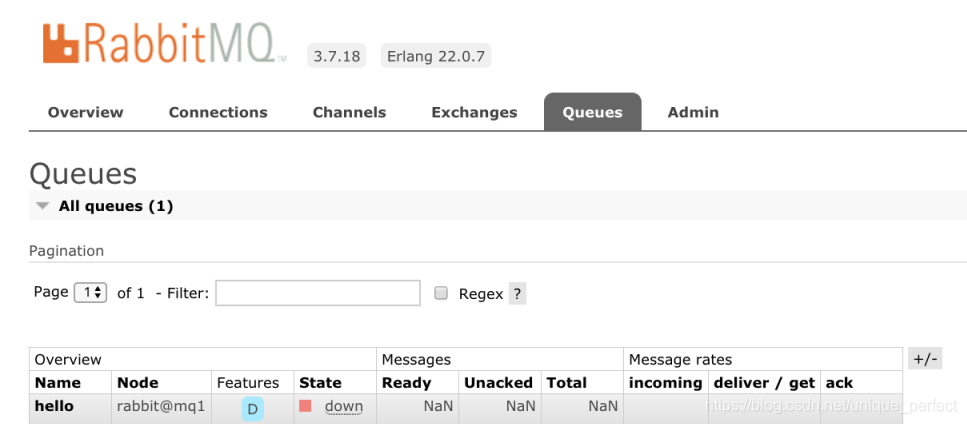 RabbitMQ TM 3.7.18 Erlang 22.0.7
Overview Connections Channels Exchanges Queues Admin
Queues
All queues (1)
Pagination
Page 1 of 1 - Filter: Regex ?
Overview Messages Message rates +/-
Name Node Features State Ready Unacked Total incoming deliver / get ack
hello rabbit@mq1 D down NaN NaN NaN
https://blog.csdn.net/unique_perfect